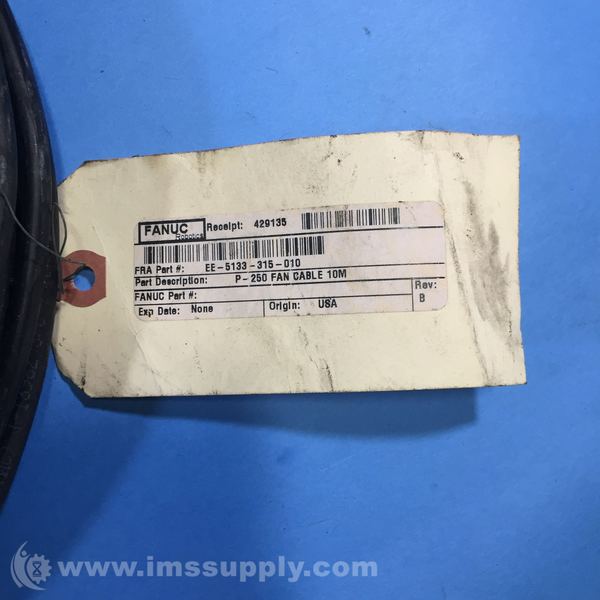 FANUC
Robotics
Receipt: 429135
FRA Part #: EE-5133-315-010
Part Description: P-250 FAN CABLE 10M
FANUC Part #:
Rev:
B
Exp Date: None Origin: USA
www.imssupply.com